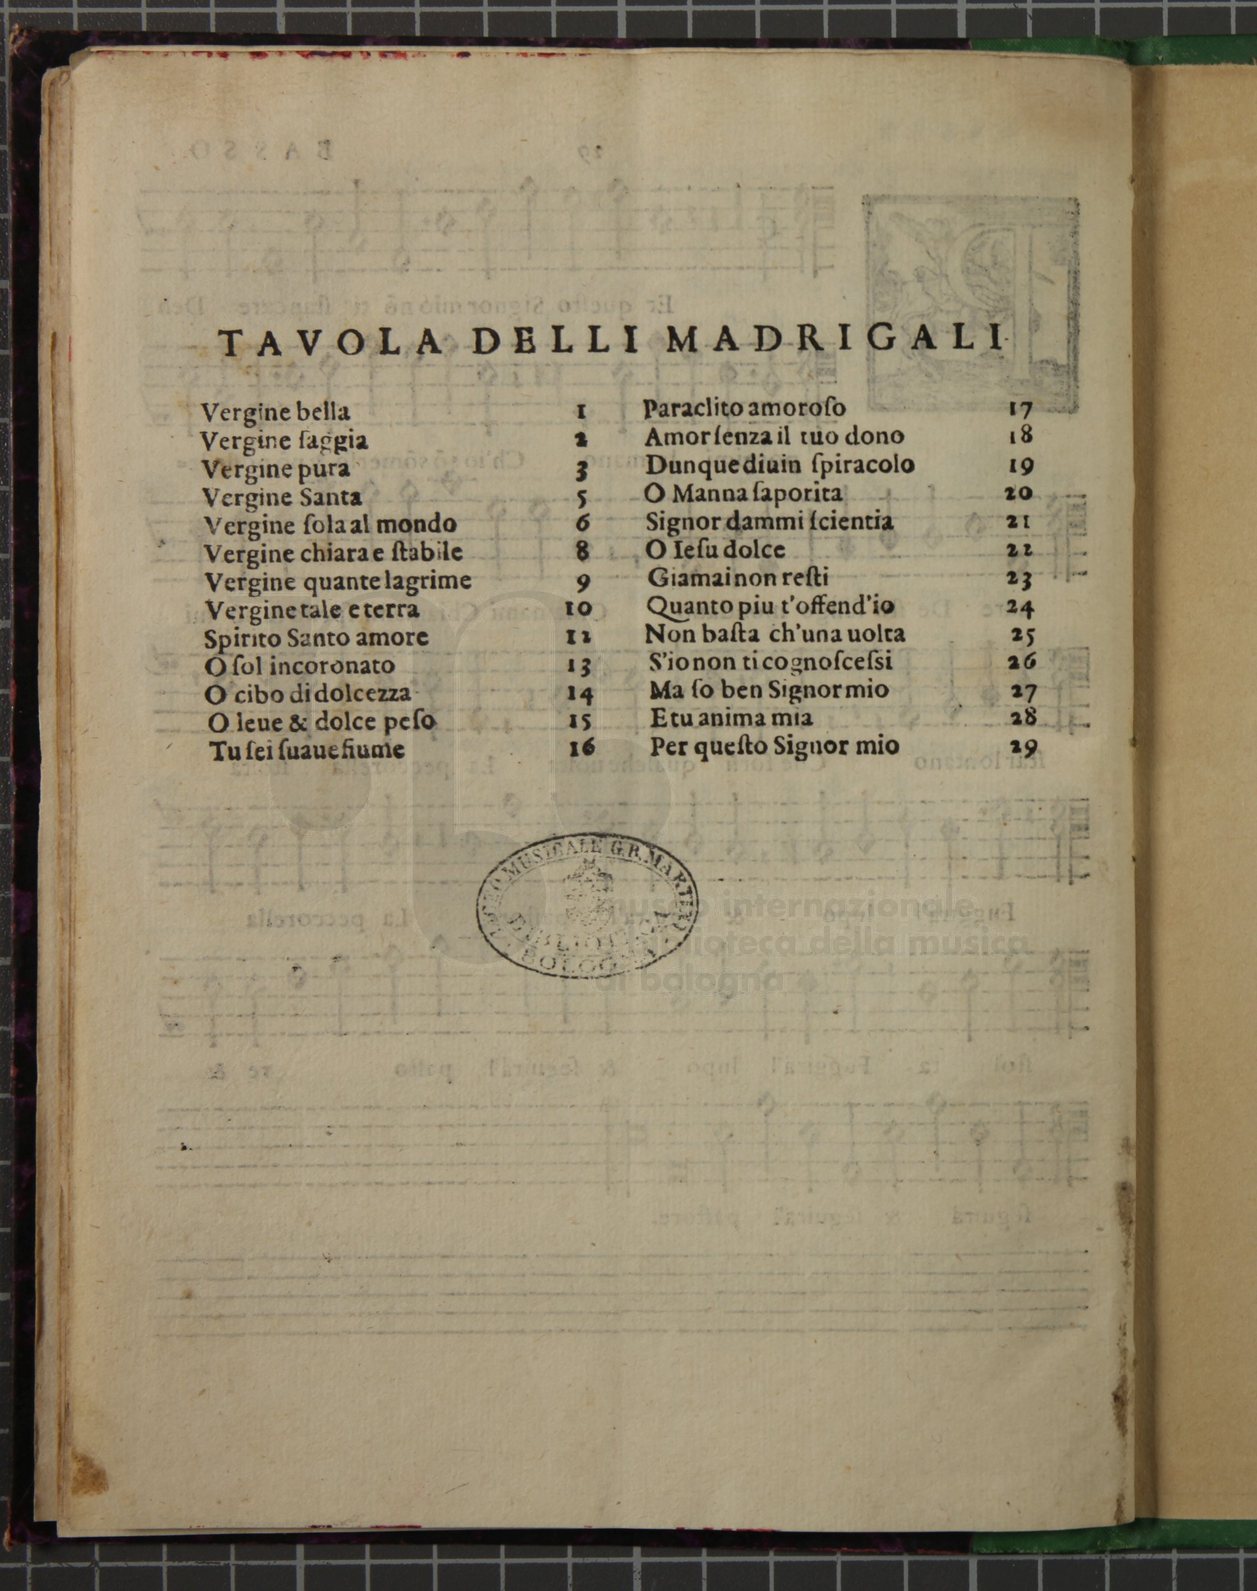 TAVOLA DELLI MADRIGALI
Vergine bella 1
Vergine ſaggia 2
Vergine pura 3
Vergine Santa 5
Vergine ſola al mondo 6
Vergine chiara e ſtabile 8
Vergine quante lagrime 9
Vergine tale e terra 10
Spirito Santo amore 12
O ſol incoronato 13
O cibo di dolcezza 14
O leue & dolce peſo 15
Tu ſei ſuaue fiume 16
Paraclito amoroſo 17
Amor ſenza il tuo dono 18
Dunque diuin ſpiracolo 19
O Manna ſaporita 20
Signor dammi ſcientia 21
O Ieſu dolce 22
Giamai non reſti 23
Quanto piu t'offend'io 24
Non baſta ch'una uolta 25
S'io non ti cognoſceſsi 26
Ma ſo ben Signor mio 27
E tu anima mia 28
Per queſto Signor mio 29
LICEO MUSICALE G.B. MARTINI
BIBLIOTECA
BOLOGNA
museo internazionale
biblioteca della musica
di bologna